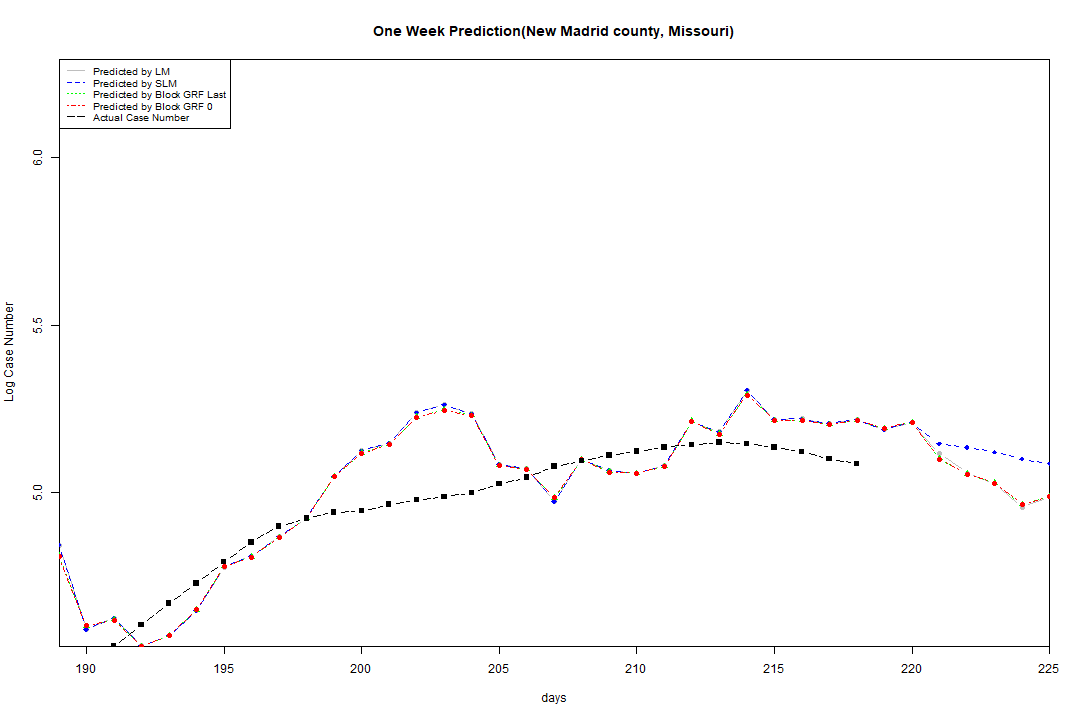 One Week Prediction(New Madrid county, Missouri)
Predicted by LM
Predicted by SLM
Predicted by Block GRF Last
Predicted by Block GRF 0
Actual Case Number
Log Case Number
6.0
5.5
5.0
190 195 200 205 210 215 220 225
days